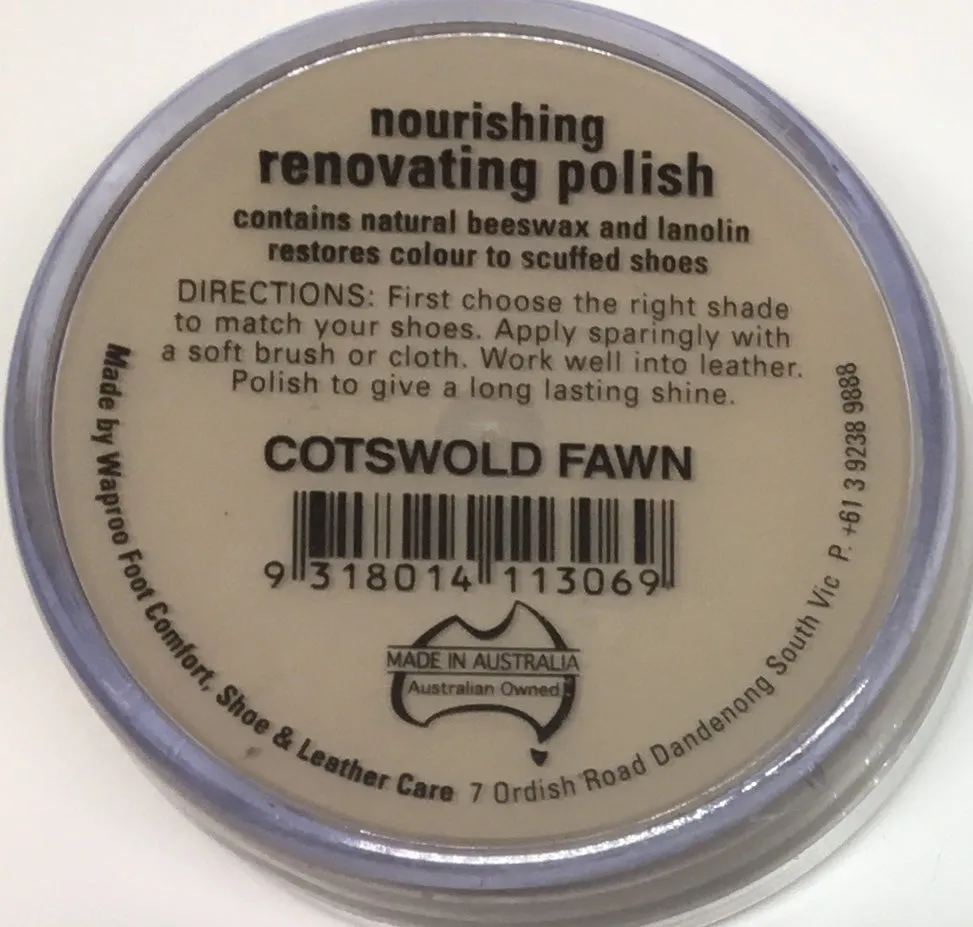 nourishing
renovating polish
contains natural beeswax and lanolin
restores colour to scuffed shoes
DIRECTIONS: First choose the right shade
to match your shoes. Apply sparingly with
a soft brush or cloth. Work well into leather.
Polish to give a long lasting shine.
COTSWOLD FAWN
9 318014 113069
MADE IN AUSTRALIA
Australian Owned
Made by Waproo Foot Comfort, Shoe & Leather Care 7 Ordish Road Dandenong South Vic P. +61 3 9238 9888